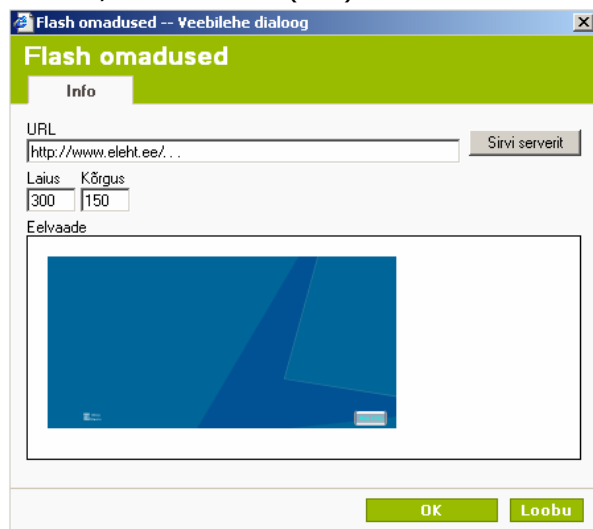 Flash omadused -- Veebilehe dialoog
Flash omadused
Info
URL
http://www.eleht.ee/. . .
Sirvi serverit
Laius Kõrgus
300 150
Eelvaade
OK Loobu